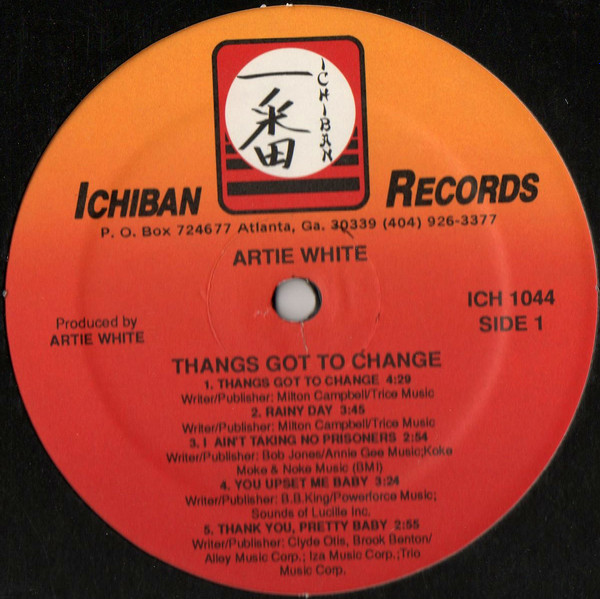 一番
ICHIBAN
ICHIBAN RECORDS
P. O. Box 724677 Atlanta, Ga. 30339 (404) 926-3377
ARTIE WHITE
Produced by
ARTIE WHITE
ICH 1044
SIDE 1
THANGS GOT TO CHANGE
1. THANGS GOT TO CHANGE 4:29
Writer/Publisher: Milton Campbell/Trice Music
2. RAINY DAY 3:45
Writer/Publisher: Milton Campbell/Trice Music
3. I AIN'T TAKING NO PRISONERS 2:54
Writer/Publisher: Bob Jones/Annie Gee Music;Koke
Moke & Noke Music (BMI)
4. YOU UPSET ME BABY 3:24
Writer/Publisher: B.B.King/Powerforce Music;
Sounds of Lucille Inc.
5. THANK YOU, PRETTY BABY 2:55
Writer/Publisher: Clyde Otis, Brook Benton/
Alley Music Corp.; Iza Music Corp.;Trio
Music Corp.